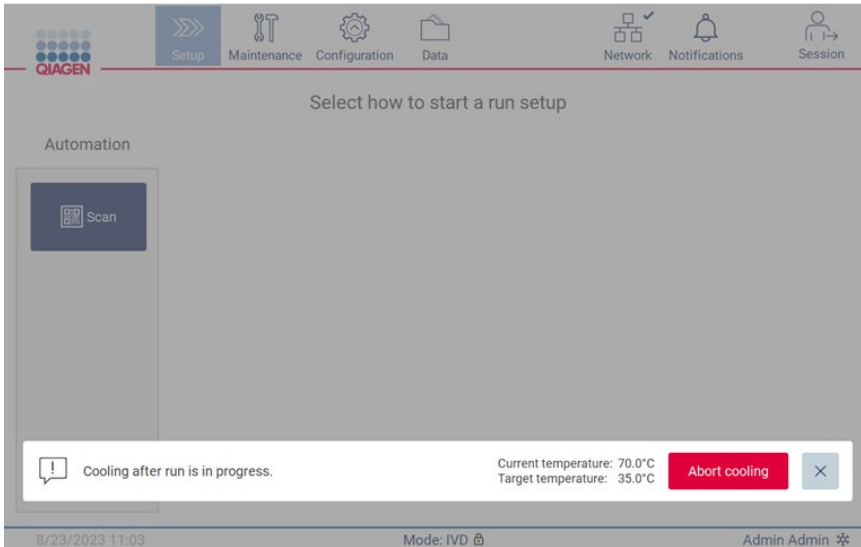 QIAGEN
Setup
Maintenance
Configuration
Data
Network
Notifications
Session
Select how to start a run setup
Automation
Scan
Cooling after run is in progress.
Current temperature: 70.0°C
Target temperature: 35.0°C
Abort cooling
8/23/2023 11:03
Mode: IVD
Admin Admin